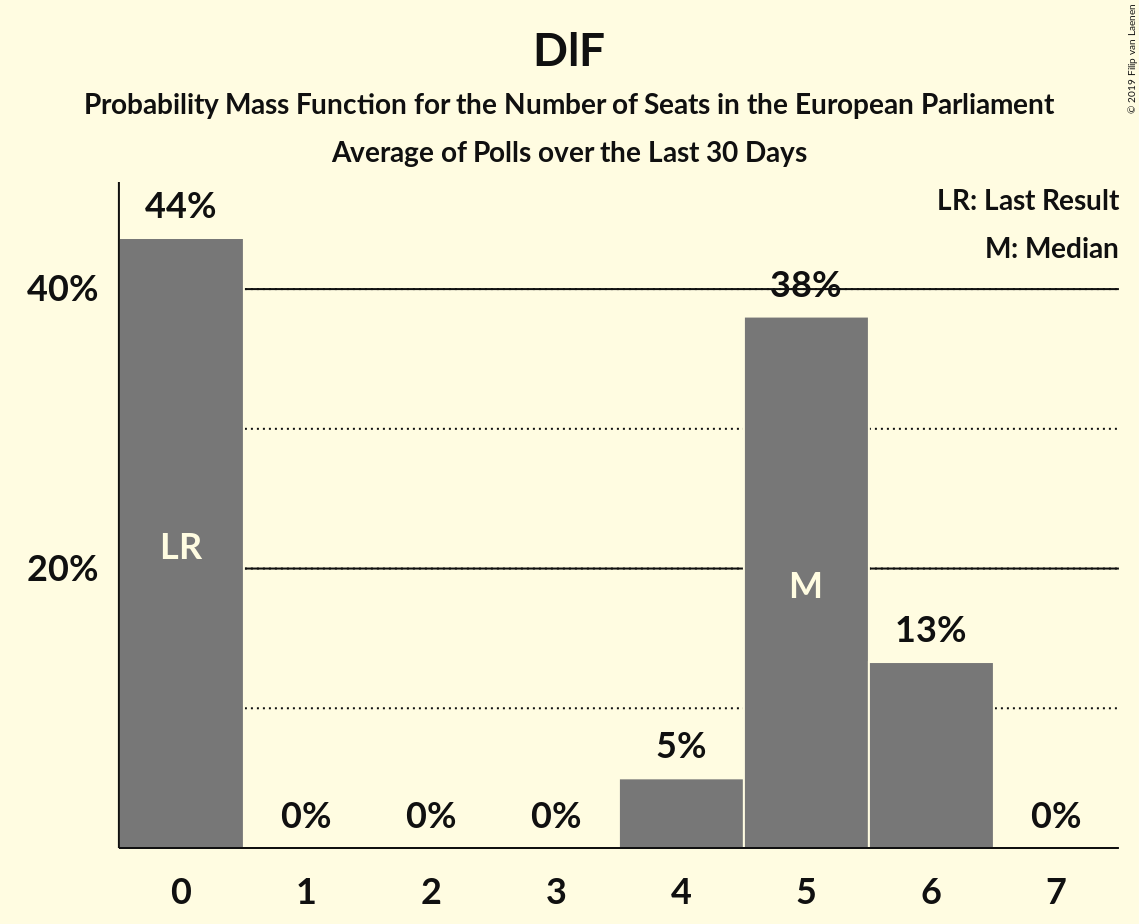 DIF
Probability Mass Function for the Number of Seats in the European Parliament
Average of Polls over the Last 30 Days
© 2019 Filip van Laenen
LR: Last Result
M: Median
44%
40%
38%
LR
20%
M
13%
5%
0%
0%
0%
0%
0 1 2 3 4 5 6 7